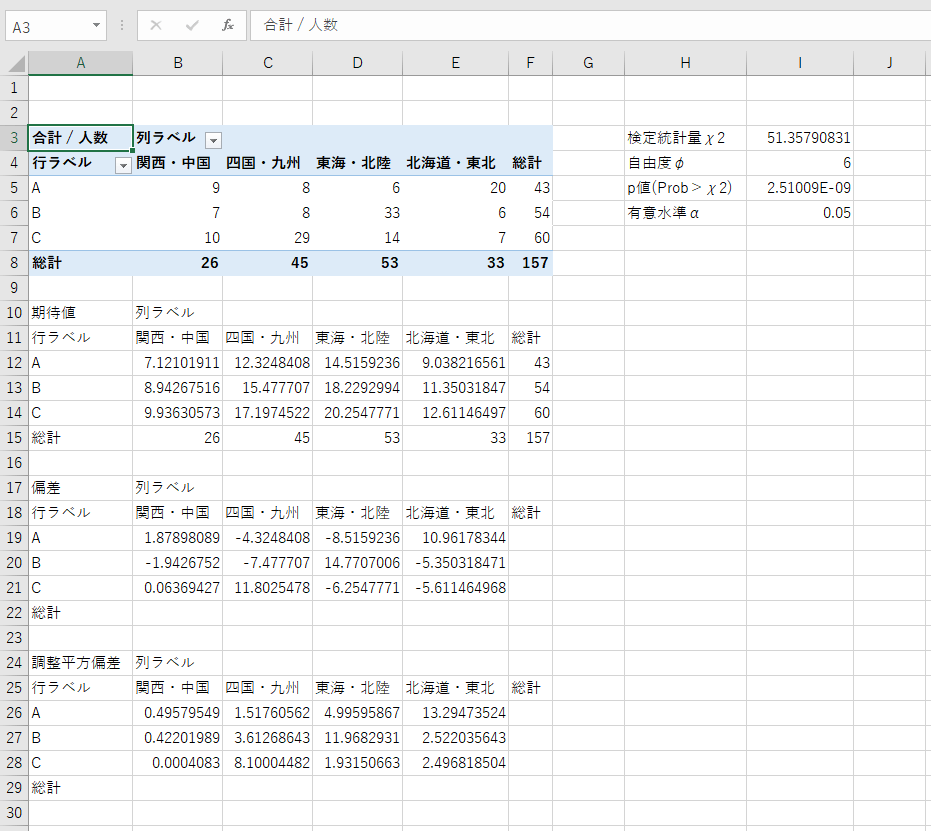 A3 fx 合計 / 人数
A B C D E F G H I J
1
2
3 合計 / 人数 列ラベル 検定統計量χ2 51.35790831
4 行ラベル 関西・中国 四国・九州 東海・北陸 北海道・東北 総計 自由度φ 6
5 A 9 8 6 20 43 p値(Prob>χ2) 2.51009E-09
6 B 7 8 33 6 54 有意水準α 0.05
7 C 10 29 14 7 60
8 総計 26 45 53 33 157
9
10 期待値 列ラベル
11 行ラベル 関西・中国 四国・九州 東海・北陸 北海道・東北 総計
12 A 7.12101911 12.3248408 14.5159236 9.038216561 43
13 B 8.94267516 15.477707 18.2292994 11.35031847 54
14 C 9.93630573 17.1974522 20.2547771 12.61146497 60
15 総計 26 45 53 33 157
16
17 偏差 列ラベル
18 行ラベル 関西・中国 四国・九州 東海・北陸 北海道・東北 総計
19 A 1.87898089 -4.3248408 -8.5159236 10.96178344
20 B -1.9426752 -7.477707 14.7707006 -5.350318471
21 C 0.06369427 11.8025478 -6.2547771 -5.611464968
22 総計
23
24 調整平方偏差 列ラベル
25 行ラベル 関西・中国 四国・九州 東海・北陸 北海道・東北 総計
26 A 0.49579549 1.51760562 4.99595867 13.29473524
27 B 0.42201989 3.61268643 11.9682931 2.522035643
28 C 0.0004083 8.10004482 1.93150663 2.496818504
29 総計
30